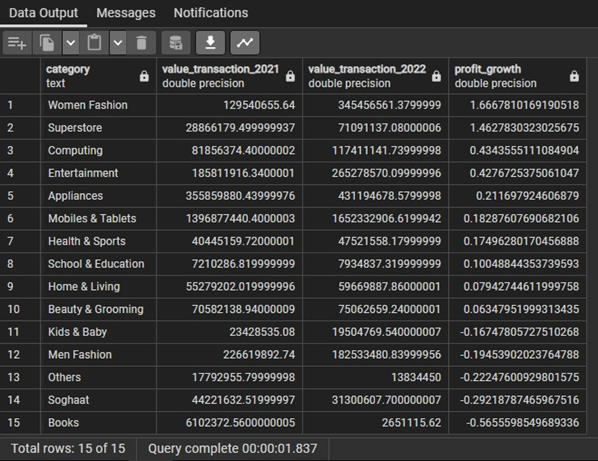 Data Output Messages Notifications
category value_transaction_2021 value_transaction_2022 profit_growth
text double precision double precision double precision
1 Women Fashion 129540655.64 345456561.3799999 1.6667810169190518
2 Superstore 28866179.499999937 71091137.08000006 1.4627830323025675
3 Computing 81856374.40000002 117411141.73999998 0.4343555111084904
4 Entertainment 185811916.3400001 265278570.09999996 0.4276725375061047
5 Appliances 355859880.43999976 431194678.5799998 0.211697924606879
6 Mobiles & Tablets 1396877440.4000003 1652332906.6199942 0.18287607690682106
7 Health & Sports 40445159.72000001 47521558.17999999 0.17496280170456888
8 School & Education 7210286.819999999 7934837.319999999 0.10048844353739593
9 Home & Living 55279202.019999996 59669887.86000001 0.07942744611999758
10 Beauty & Grooming 70582138.94000009 75062659.24000001 0.06347951999313435
11 Kids & Baby 23428535.08 19504769.540000007 -0.16747805727510268
12 Men Fashion 226619892.74 182533480.83999956 -0.19453902023764788
13 Others 17792955.79999998 13834450 -0.22247600929801575
14 Soghaat 44221632.51999997 31300607.700000007 -0.29218787465967516
15 Books 6102372.5600000005 2651115.62 -0.5655598549689336
Total rows: 15 of 15 Query complete 00:00:01.837